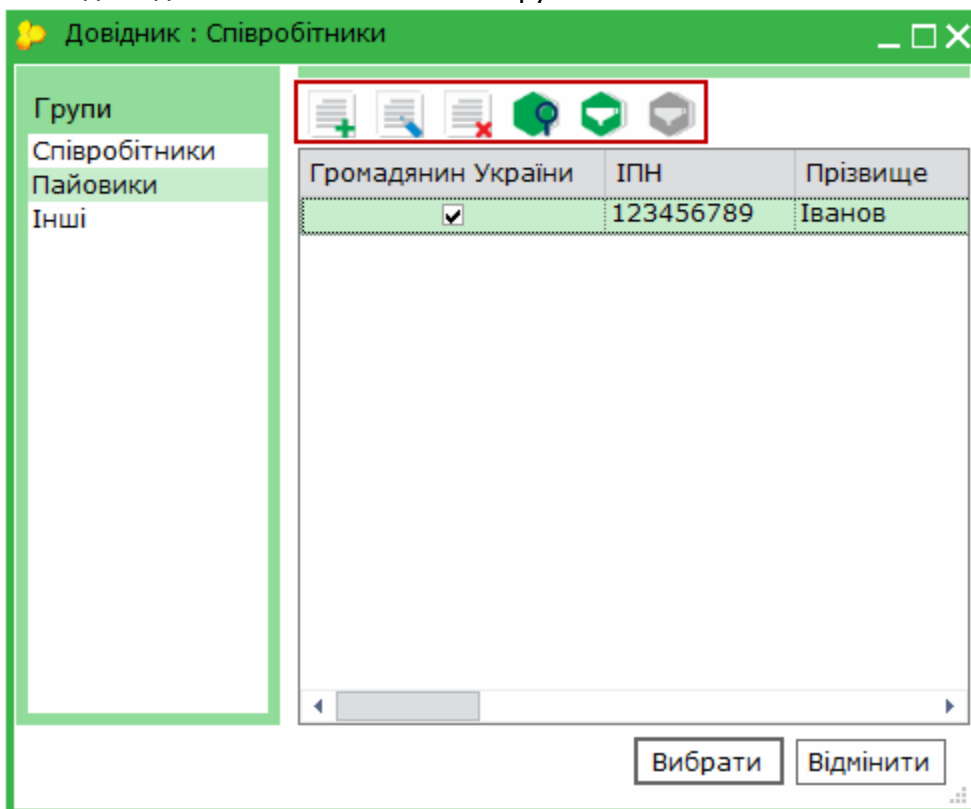 Довідник : Співробітники
Групи
Співробітники
Пайовики
Інші
Громадянин України ІПН Прізвище
123456789 Іванов
Вибрати Відмінити